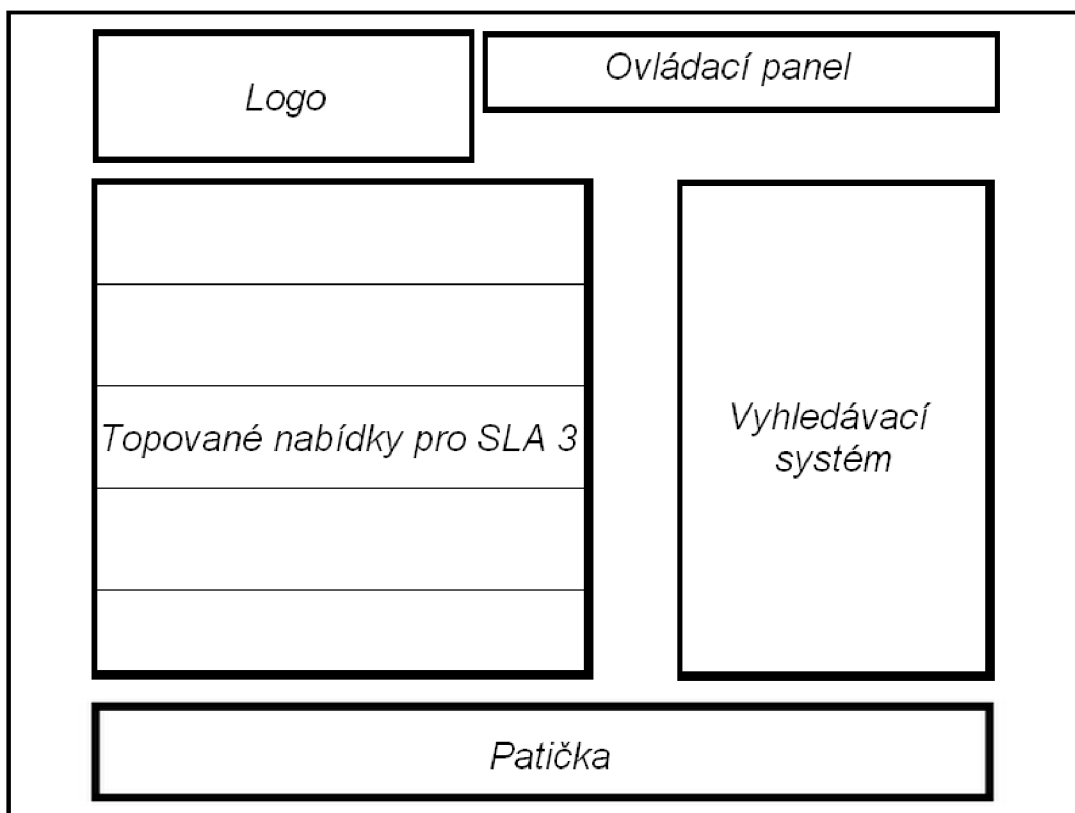 Logo
Ovládací panel
Topované nabídky pro SLA 3
Vyhledávací
systém
Patička